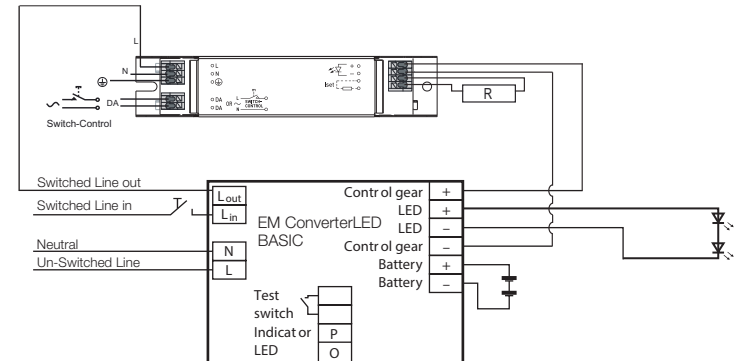 L
N
DA
Switch-Control
L
N
DA
DA
OR
L
N
SWITCH-
CONTROL
+
−
Iset
R
Switched Line out
Switched Line in
Neutral
Un-Switched Line
Lout
Lin
N
L
EM ConverterLED
BASIC
Control gear +
LED +
LED −
Control gear −
Battery +
Battery −
Test
switch
Indicator P
LED O